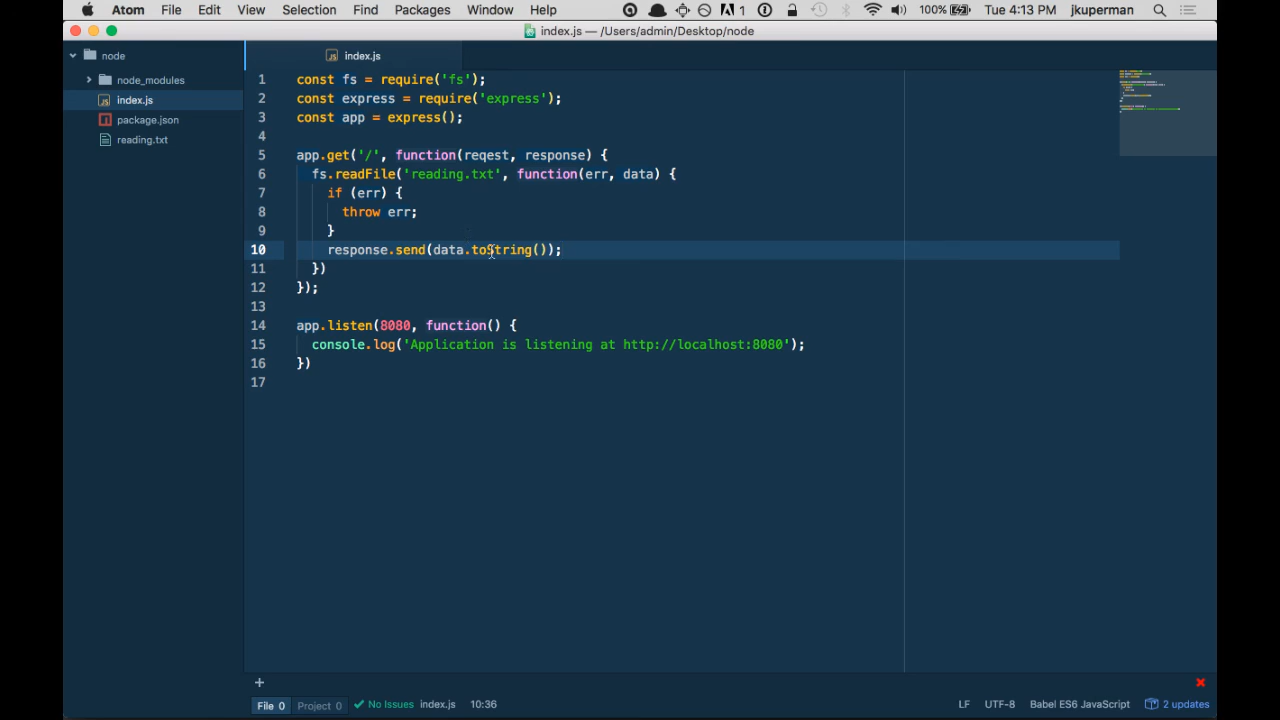 Atom File Edit View Selection Find Packages Window Help 1 100% Tue 4:13 PM jkuperman
index.js — /Users/admin/Desktop/node
node
node_modules
index.js
package.json
reading.txt
index.js
1 const fs = require('fs');
2 const express = require('express');
3 const app = express();
4
5 app.get('/', function(reqest, response) {
6 fs.readFile('reading.txt', function(err, data) {
7 if (err) {
8 throw err;
9 }
10 response.send(data.toString());
11 })
12 });
13
14 app.listen(8080, function() {
15 console.log('Application is listening at http://localhost:8080');
16 })
17
File 0 Project 0 No Issues index.js 10:36 LF UTF-8 Babel ES6 JavaScript 2 updates